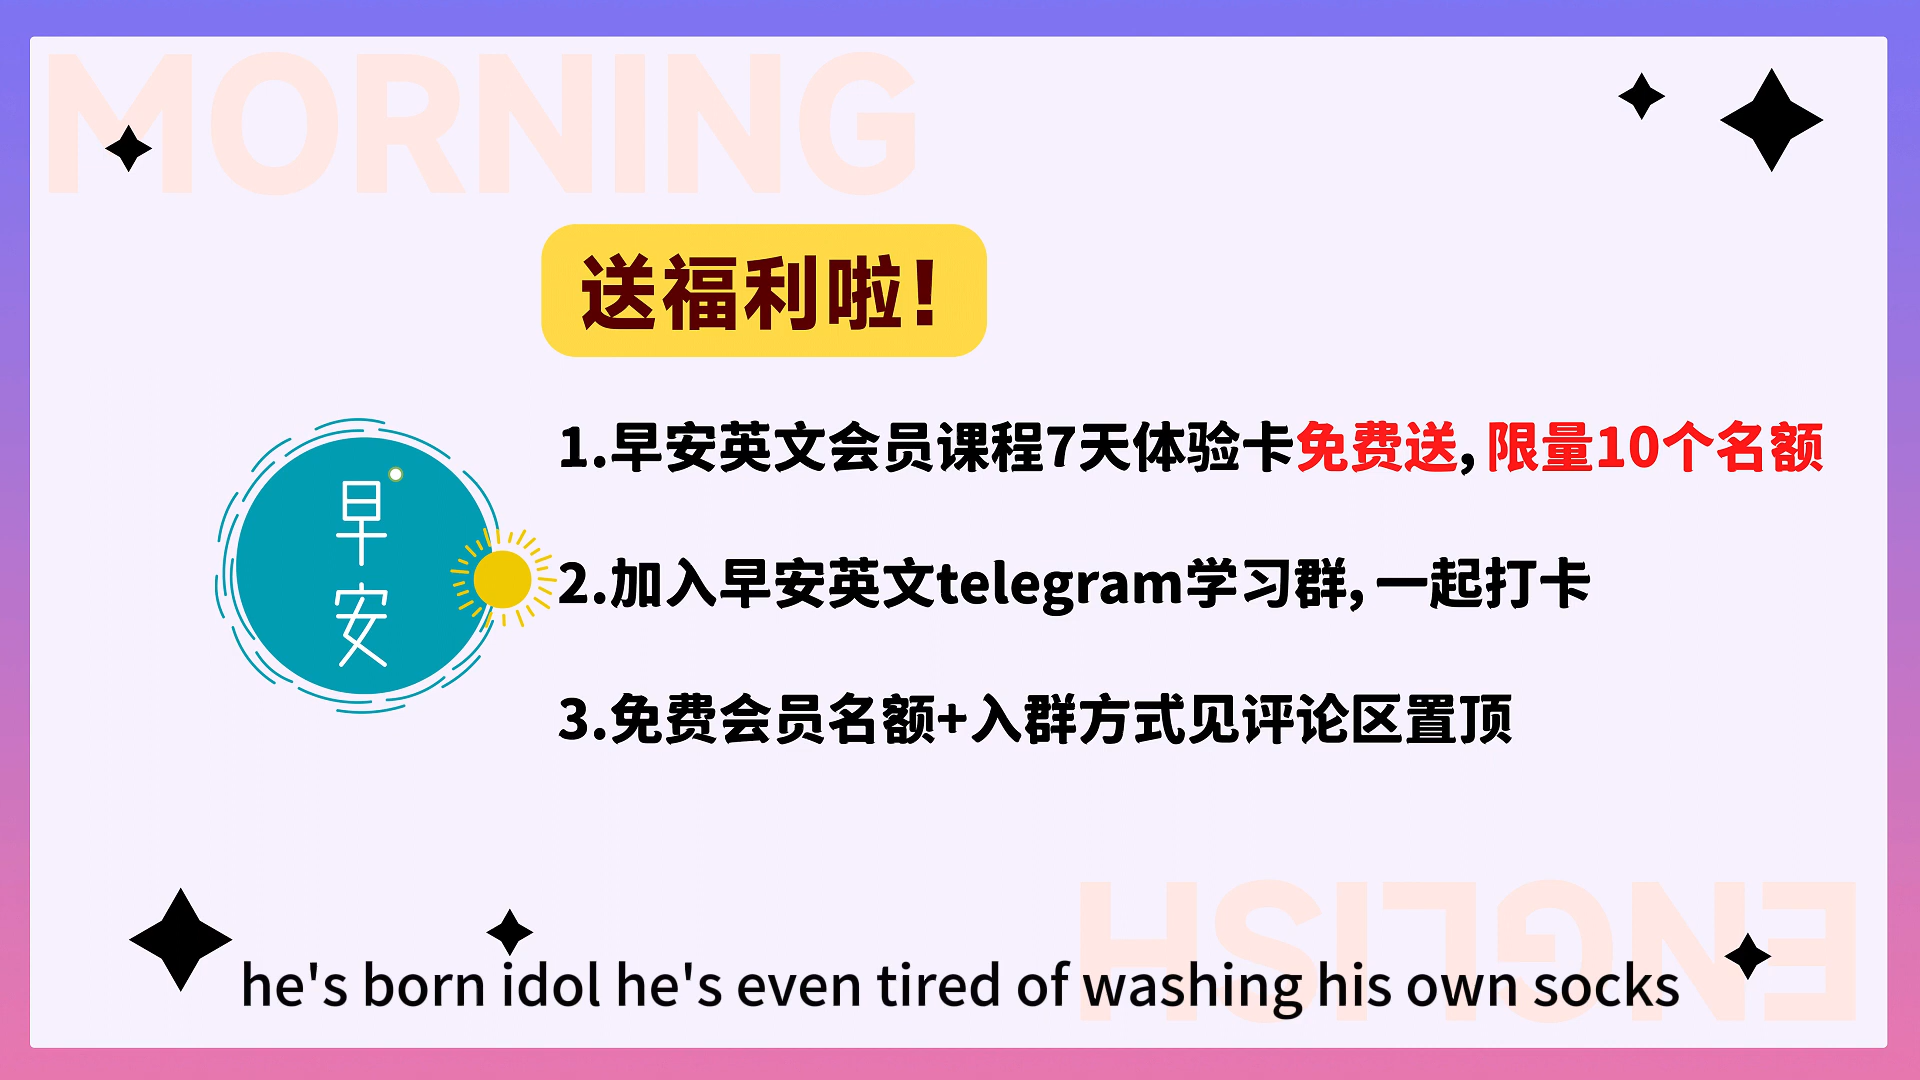 MORNING
送福利啦!
1.早安英文会员课程7天体验卡免费送,限量10个名额
早安
2.加入早安英文telegram学习群,一起打卡
3.免费会员名额+入群方式见评论区置顶
ENGLISH
he's born idol he's even tired of washing his own socks